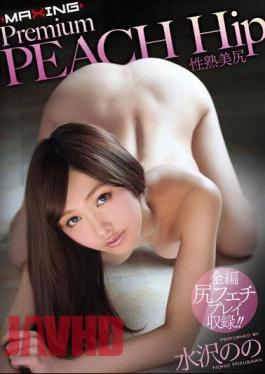 MAXING
Premium
PEACH Hip
性熟美尻
全編
尻フェチ
プレイ
収録!!
JAVHD
PERFORMED BY
水沢のの
NONO MIZUSAWA